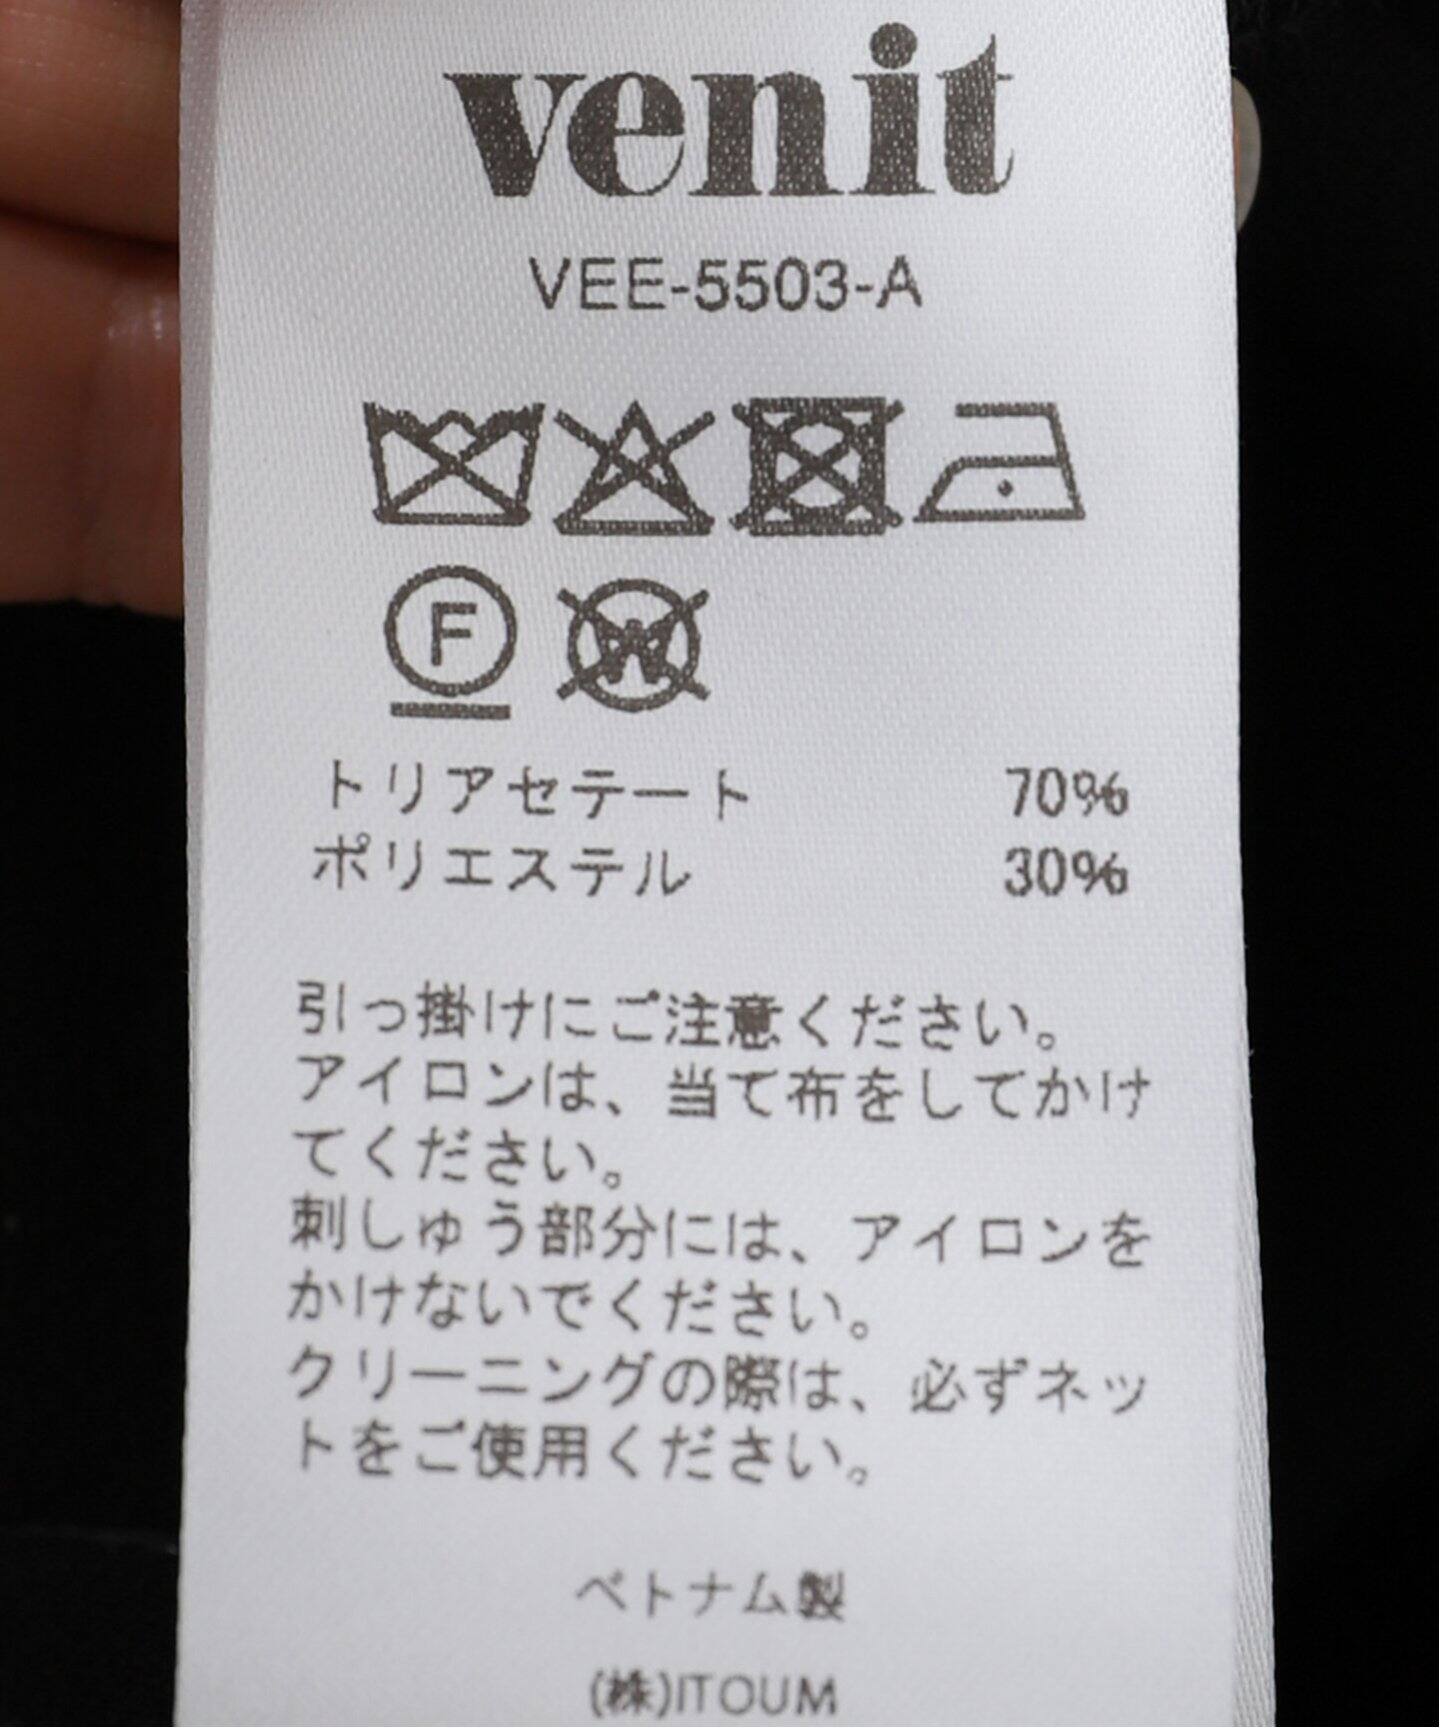 venit
VEE-5503-A
F
W
トリアセテート 70%
ポリエステル 30%
引っ掛けにご注意ください。
アイロンは、当て布をしてかけ
てください。
刺しゅう部分には、アイロンを
かけないでください。
クリーニングの際は、必ずネッ
トをご使用ください。
ベトナム製
(株)ITOUM